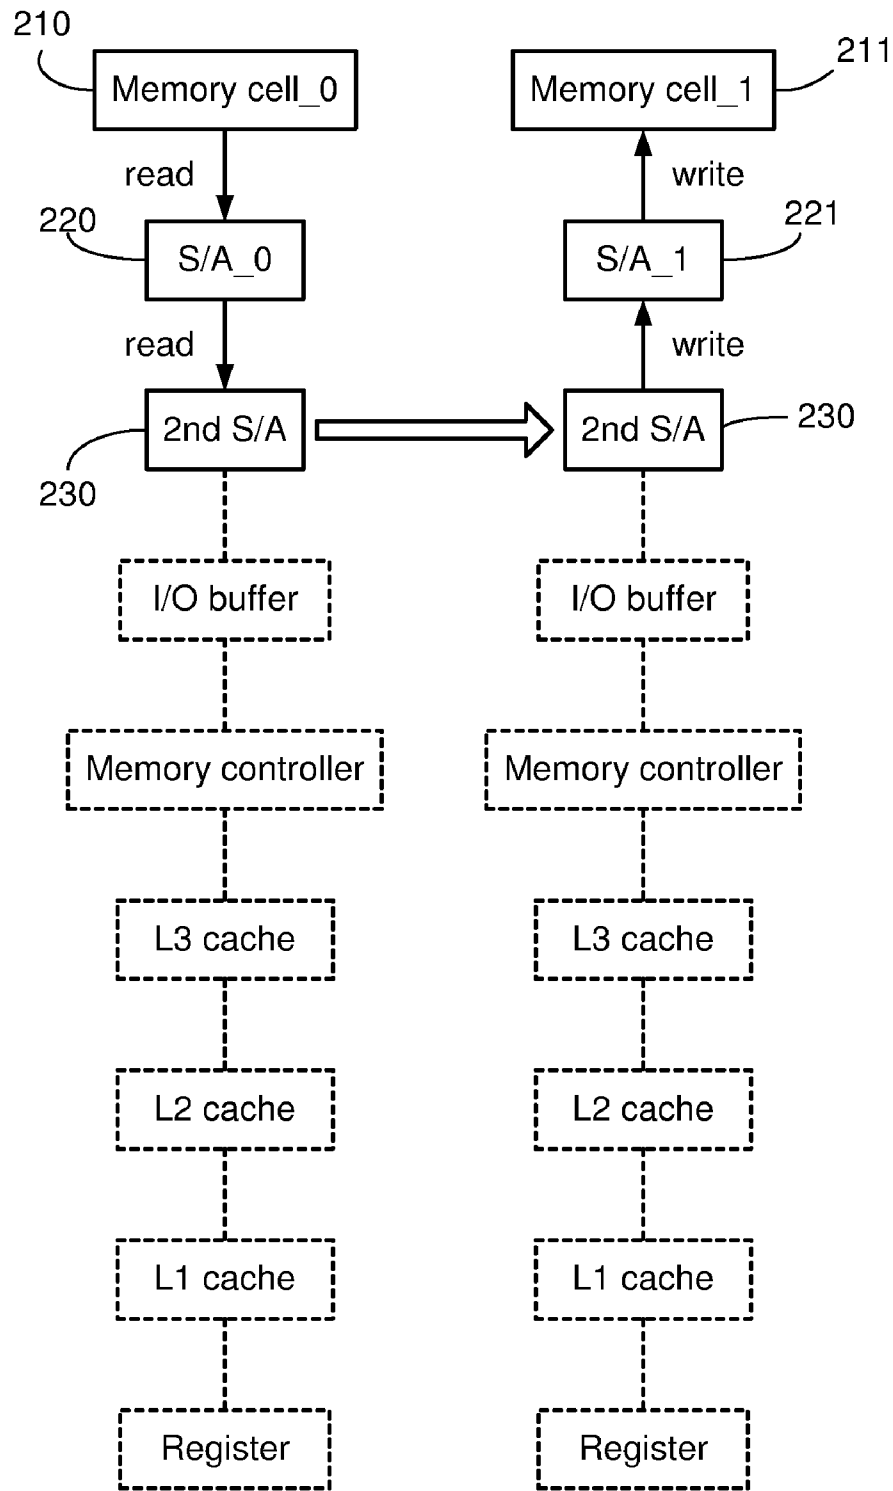 210
Memory cell_0
211
Memory cell_1
read
write
220
S/A_0
221
S/A_1
read
write
2nd S/A
230
2nd S/A
230
I/O buffer
I/O buffer
Memory controller
Memory controller
L3 cache
L3 cache
L2 cache
L2 cache
L1 cache
L1 cache
Register
Register